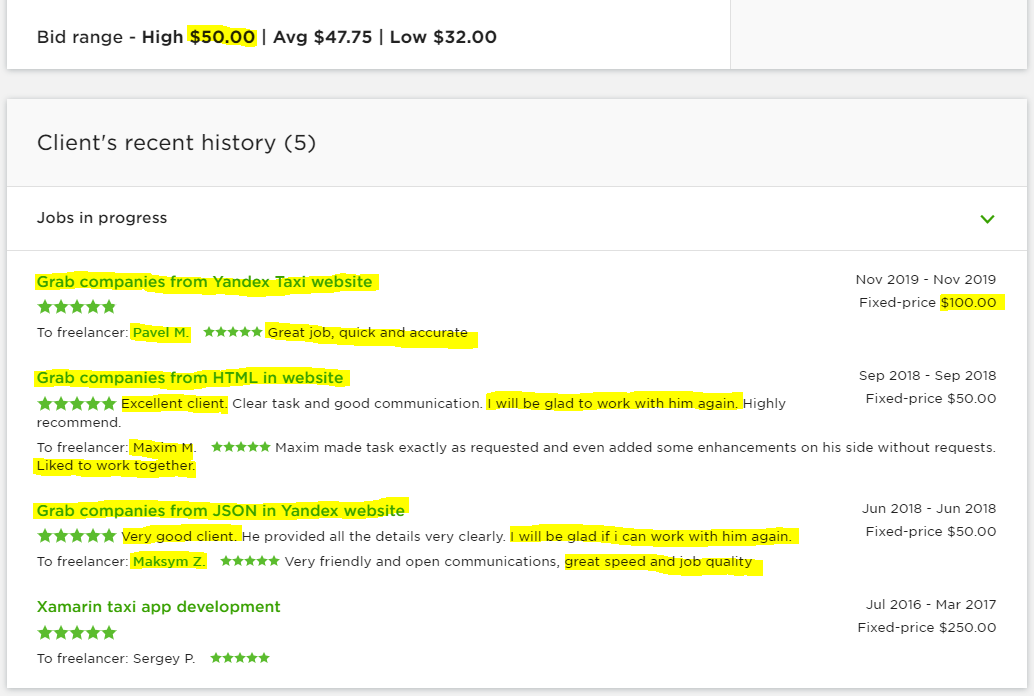 Bid range - High $50.00 | Avg $47.75 | Low $32.00
Client's recent history (5)
Jobs in progress
Grab companies from Yandex Taxi website
Nov 2019 - Nov 2019
Fixed-price $100.00
To freelancer: Pavel M. Great job, quick and accurate
Grab companies from HTML in website
Sep 2018 - Sep 2018
Excellent client. Clear task and good communication. I will be glad to work with him again. Highly
recommend.
Fixed-price $50.00
To freelancer: Maxim M. Maxim made task exactly as requested and even added some enhancements on his side without requests.
Liked to work together.
Grab companies from JSON in Yandex website
Jun 2018 - Jun 2018
Very good client. He provided all the details very clearly. I will be glad if i can work with him again.
Fixed-price $50.00
To freelancer: Maksym Z. Very friendly and open communications, great speed and job quality
Xamarin taxi app development
Jul 2016 - Mar 2017
Fixed-price $250.00
To freelancer: Sergey P.